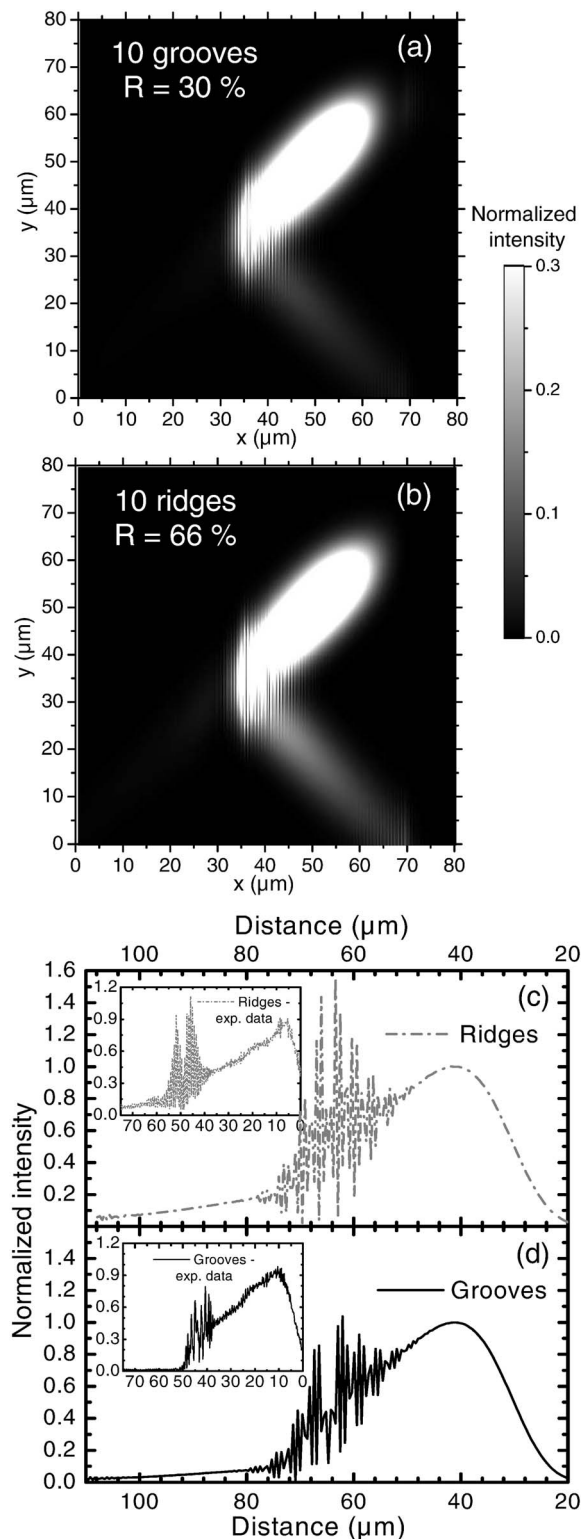 10 grooves
R = 30 %
(a)
80
70
60
50
40
30
20
10
0
y (µm)
0 10 20 30 40 50 60 70 80
x (µm)
Normalized
intensity
0.3
0.2
0.1
0.0
10 ridges
R = 66 %
(b)
80
70
60
50
40
30
20
10
0
y (µm)
0 10 20 30 40 50 60 70 80
x (µm)
Distance (µm)
100 80 60 40 20
(c)
1.6
1.4
1.2
1.0
0.8
0.6
0.4
0.2
Ridges
1.2
0.9
0.6
0.3
0.0
Ridges -
exp. data
70 60 50 40 30 20 10 0
Normalized intensity
(d)
1.4
1.2
1.0
0.8
0.6
0.4
0.2
0.0
Grooves
1.2
0.9
0.6
0.3
0.0
Grooves -
exp. data
70 60 50 40 30 20 10 0
100 80 60 40 20
Distance (µm)